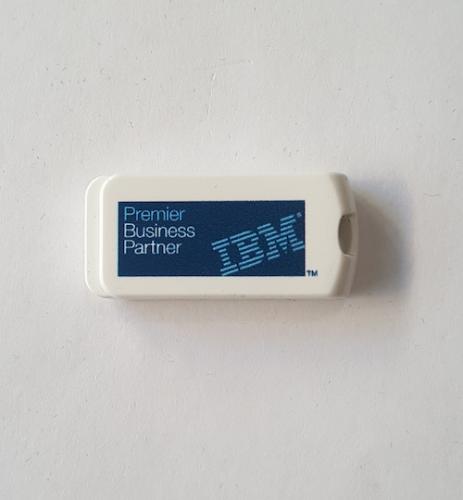 Premier
Business
Partner
IBM®
TM